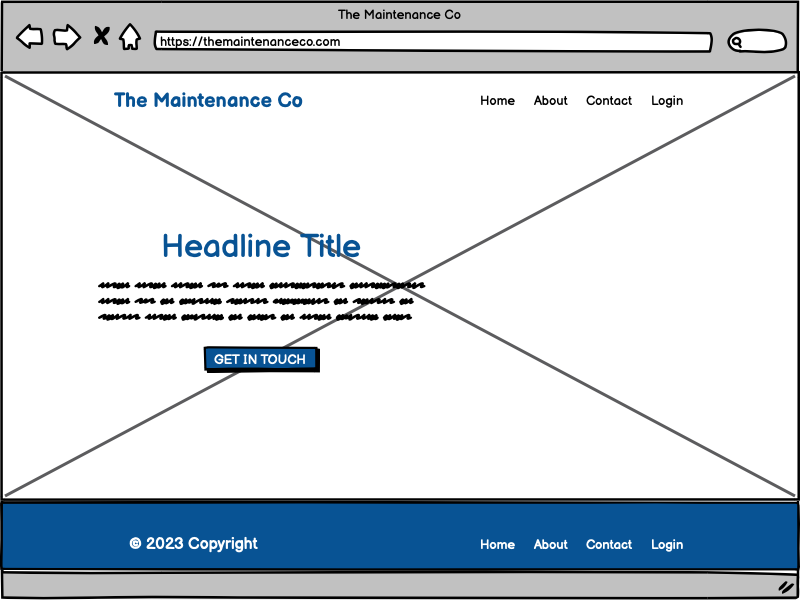 The Maintenance Co
https://themaintenanceco.com
The Maintenance Co
Home About Contact Login
Headline Title
GET IN TOUCH
© 2023 Copyright
Home About Contact Login